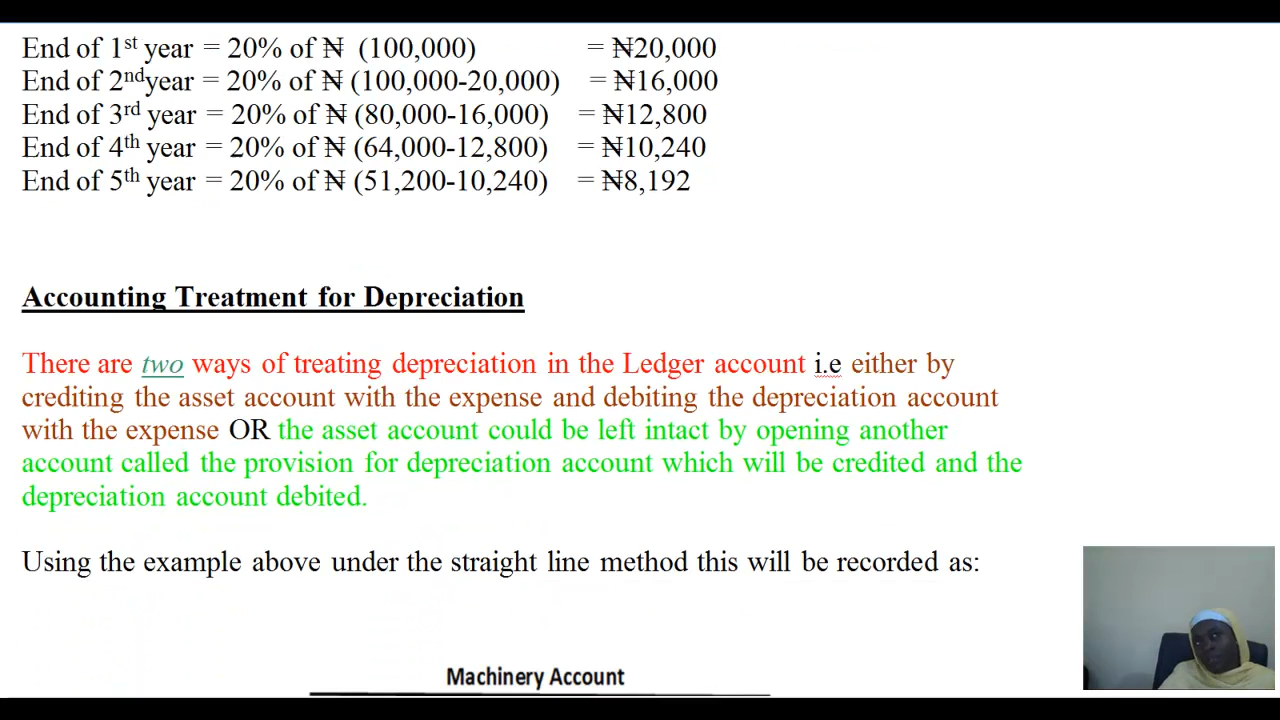 End of 1st year = 20% of ₦ (100,000) = ₦20,000
End of 2ndyear = 20% of ₦ (100,000-20,000) = ₦16,000
End of 3rd year = 20% of ₦ (80,000-16,000) = ₦12,800
End of 4th year = 20% of ₦ (64,000-12,800) = ₦10,240
End of 5th year = 20% of ₦ (51,200-10,240) = ₦8,192
Accounting Treatment for Depreciation
There are two ways of treating depreciation in the Ledger account i.e either by
crediting the asset account with the expense and debiting the depreciation account
with the expense OR the asset account could be left intact by opening another
account called the provision for depreciation account which will be credited and the
depreciation account debited.
Using the example above under the straight line method this will be recorded as:
Machinery Account